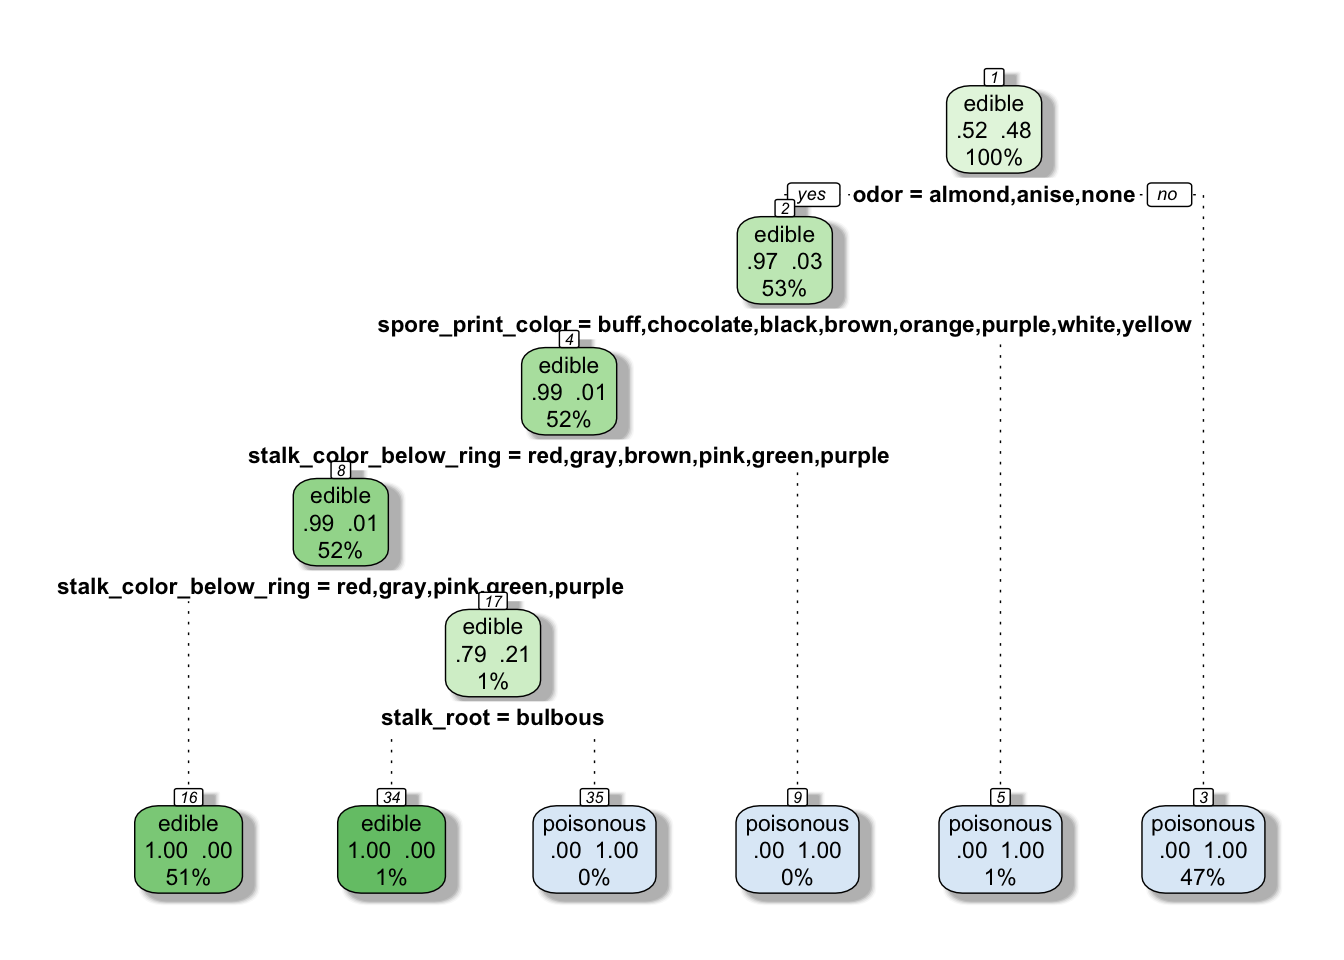 1
edible
.52 .48
100%
yes odor = almond,anise,none no
2
edible
.97 .03
53%
spore_print_color = buff,chocolate,black,brown,orange,purple,white,yellow
4
edible
.99 .01
52%
stalk_color_below_ring = red,gray,brown,pink,green,purple
8
edible
.99 .01
52%
stalk_color_below_ring = red,gray,pink,green,purple
17
edible
.79 .21
1%
stalk_root = bulbous
16
edible
1.00 .00
51%
34
edible
1.00 .00
1%
35
poisonous
.00 1.00
0%
9
poisonous
.00 1.00
0%
5
poisonous
.00 1.00
1%
3
poisonous
.00 1.00
47%